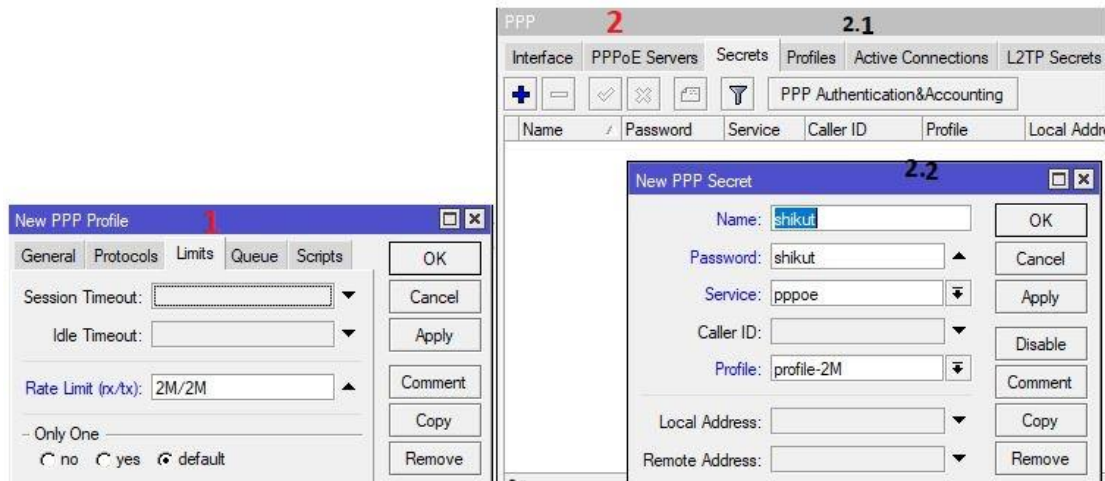 New PPP Profile 1
General Protocols Limits Queue Scripts
OK
Session Timeout:
Cancel
Idle Timeout:
Apply
Rate Limit (rx/tx): 2M/2M
Comment
Copy
Only One
no yes default
Remove
PPP 2 2.1
Interface PPPoE Servers Secrets Profiles Active Connections L2TP Secrets
PPP Authentication&Accounting
Name Password Service Caller ID Profile Local Addr
New PPP Secret 2.2
Name: shikut
OK
Password: shikut
Cancel
Service: pppoe
Apply
Caller ID:
Disable
Profile: profile-2M
Comment
Local Address:
Copy
Remote Address:
Remove